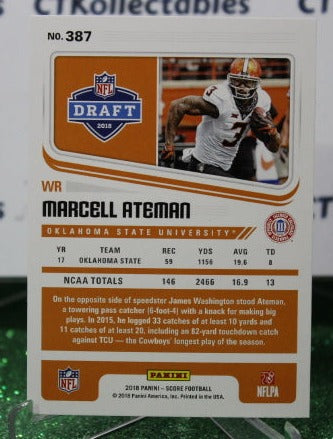 CTKollectables
No. 387
NFL
DRAFT
2018
3
WR
MARCELL ATEMAN
OKLAHOMA STATE UNIVERSITY
YR TEAM REC YDS AVG TD
17 OKLAHOMA STATE 59 1156 19.6 8
NCAA TOTALS 146 2466 16.9 13
On the opposite side of speedster James Washington stood Ateman,
a towering pass catcher (6-foot-4) with a knack for making big
plays. In 2015, he logged 33 catches of at least 10 yards and
11 catches of at least 20, including an 82-yard touchdown catch
against TCU — the Cowboys' longest play of the season.
NFL
2018 PANINI - SCORE FOOTBALL
© 2018 Panini America, Inc. Printed in the USA.
PANINI
NFLPA